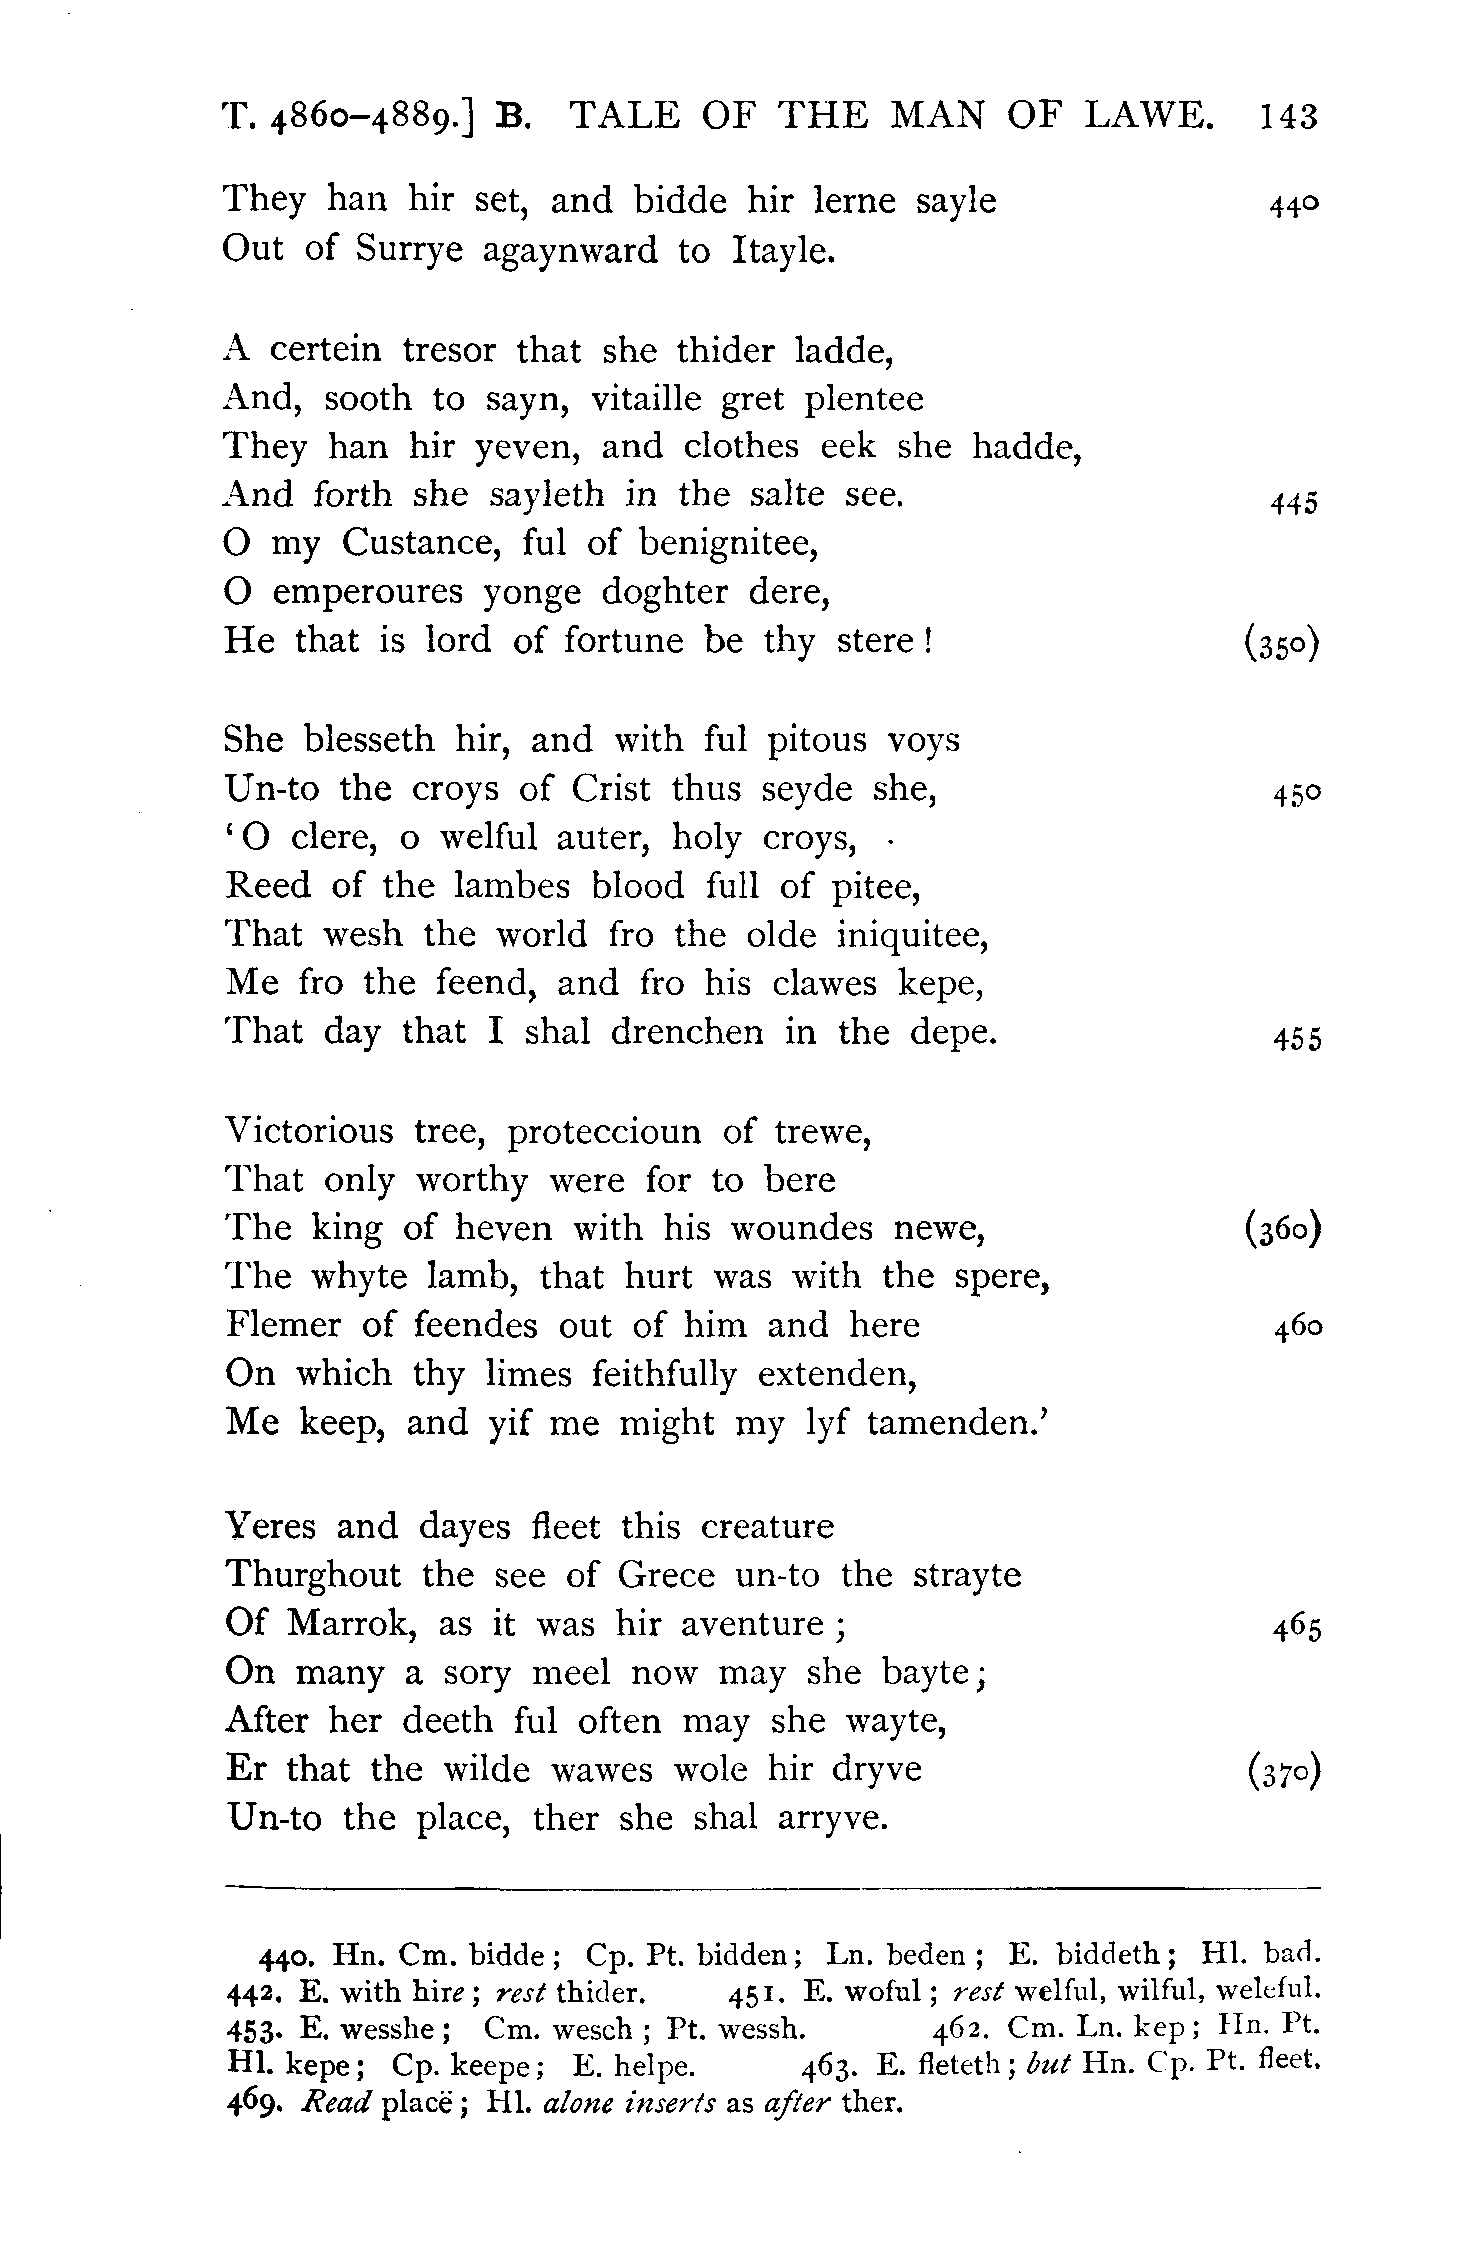 T. 4860–4889.] B. TALE OF THE MAN OF LAWE. 143
They han hir set, and bidde hir lerne sayle 440
Out of Surrye agaynward to Itayle.
A certein tresor that she thider ladde,
And, sooth to sayn, vitaille gret plentee
They han hir yeven, and clothes eek she hadde,
And forth she sayleth in the salte see. 445
O my Custance, ful of benignitee,
O emperoures yonge doghter dere,
He that is lord of fortune be thy stere ! (350)
She blesseth hir, and with ful pitous voys
Un-to the croys of Crist thus seyde she, 450
‘O clere, o welful auter, holy croys,
Reed of the lambes blood full of pitee,
That wesh the world fro the olde iniquitee,
Me fro the feend, and fro his clawes kepe,
That day that I shal drenchen in the depe. 455
Victorious tree, proteccioun of trewe,
That only worthy were for to bere
The king of heven with his woundes newe, (360)
The whyte lamb, that hurt was with the spere,
Flemer of feendes out of him and here 460
On which thy limes feithfully extenden,
Me keep, and yif me might my lyf tamenden.’
Yeres and dayes fleet this creature
Thurghout the see of Grece un-to the strayte
Of Marrok, as it was hir aventure ; 465
On many a sory meel now may she bayte;
After her deeth ful often may she wayte,
Er that the wilde wawes wole hir dryve (370)
Un-to the place, ther she shal arryve.
440. Hn. Cm. bidde ; Cp. Pt. bidden; Ln. beden ; E. biddeth; Hl. bad.
442. E. with hire; rest thider. 451. E. woful ; rest welful, wilful, weleful.
453. E. wesshe; Cm. wesch ; Pt. wessh. 462. Cm. Ln. kep; Hn. Pt.
Hl. kepe; Cp. keepe; E. helpe. 463. E. fleteth; but Hn. Cp. Pt. fleet.
469. Read placë; Hl. alone inserts as after ther.